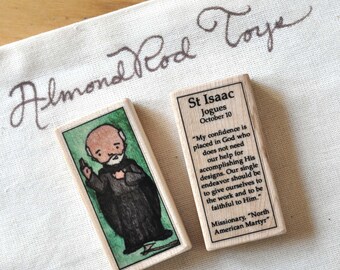 AlmondRod Toys
St Isaac
Jogues
October 10
"My confidence is
placed in God who
does not need
our help for
accomplishing His
designs. Our single
endeavor should be
to give ourselves to
the work and to be
faithful to Him."
Missionary, "North
American Martyr"